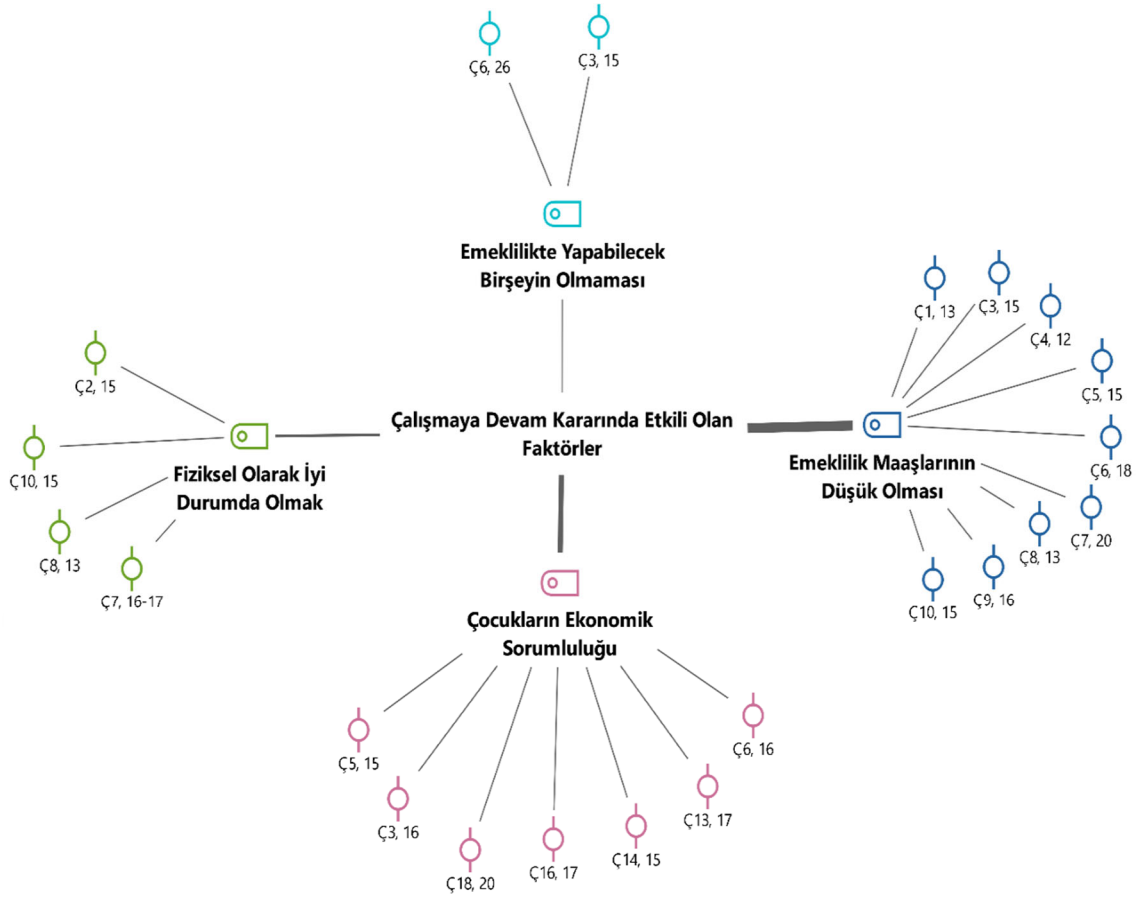 Ç6, 26
Ç3, 15
Emeklilikte Yapabilecek
Birşeyin Olmaması
Ç1, 13
Ç3, 15
Ç4, 12
Ç5, 15
Ç6, 18
Ç2, 15
Ç10, 15
Fiziksel Olarak İyi
Durumda Olmak
Ç8, 13
Ç7, 16-17
Çalışmaya Devam Kararında Etkili Olan
Faktörler
Emeklilik Maaşlarının
Düşük Olması
Ç7, 20
Ç8, 13
Ç9, 16
Ç10, 15
Çocukların Ekonomik
Sorumluluğu
Ç5, 15
Ç3, 16
Ç18, 20
Ç16, 17
Ç14, 15
Ç13, 17
Ç6, 16